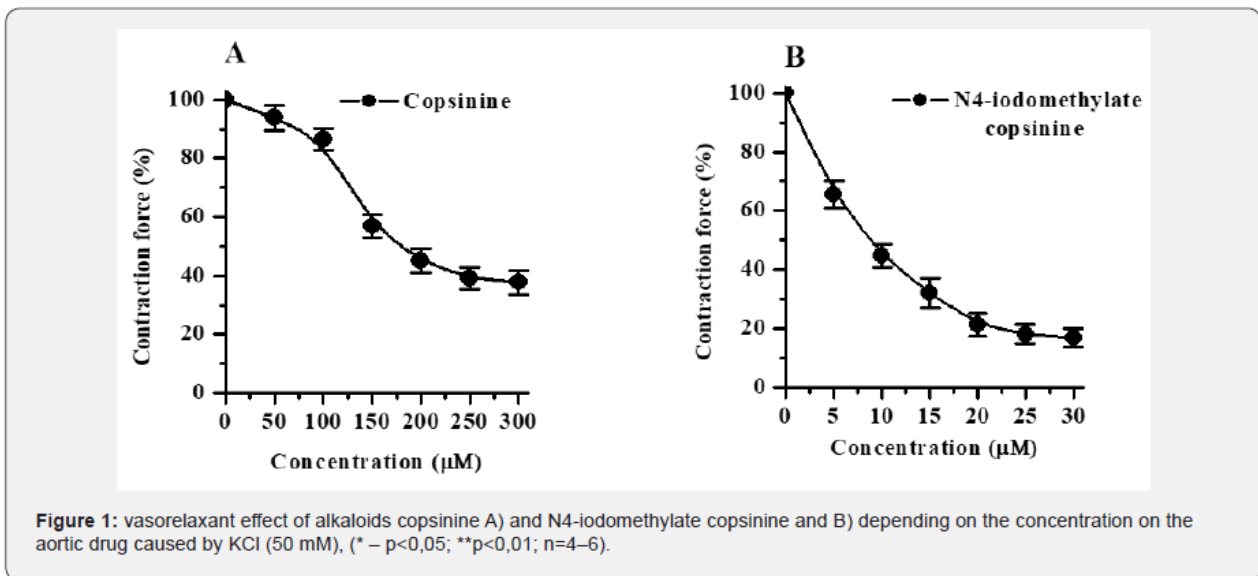 A
Copsinine
Contraction force (%)
100
80
60
40
20
0
0 50 100 150 200 250 300
Concentration (μM)
B
N4-iodomethylate
copsinine
Contraction force (%)
100
80
60
40
20
0
0 5 10 15 20 25 30
Concentration (μM)
Figure 1: vasorelaxant effect of alkaloids copsinine A) and N4-iodomethylate copsinine and B) depending on the concentration on the
aortic drug caused by KCl (50 mM), (* – p<0,05; **p<0,01; n=4–6).